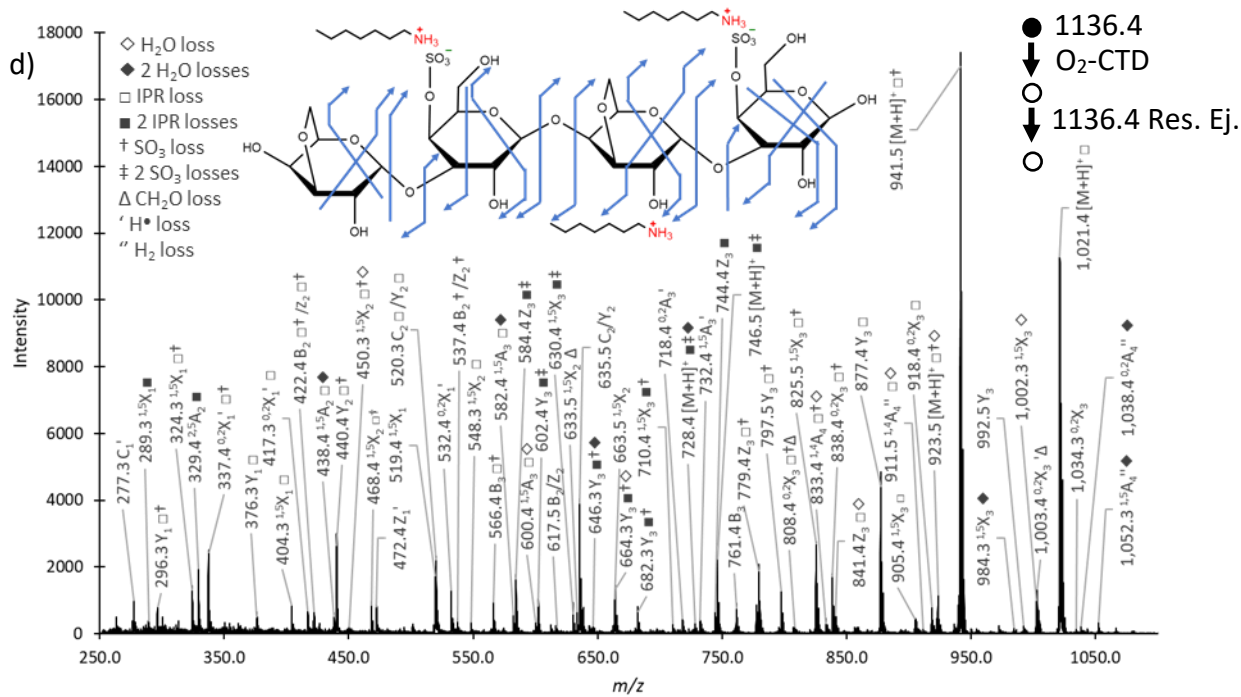 d)
18000
16000
14000
12000
10000
8000
6000
4000
2000
0
Intensity
◇ H₂O loss
◆ 2 H₂O losses
□ IPR loss
■ 2 IPR losses
† SO₃ loss
‡ 2 SO₃ losses
Δ CH₂O loss
‘ H• loss
‘’ H₂ loss
NH₃
+
SO₃
−
OH
O
HO
O
O
OH
O
O
OH
O
O
O
OH
O
NH₃
+
SO₃
−
O
OH
O
OH
OH
NH₃
+
● 1136.4
O₂-CTD
1136.4 Res. Ej.
277.3 C₁'
289.3 ¹·⁵X₁ ■
296.3 Y₁ □†
324.3 ¹·⁵X₁ □†
329.4 ²·⁵A₂ ■
337.4 ⁰·²X₁' □†
376.3 Y₁ □
404.3 ¹·⁵X₁ □
417.3 ⁰·²X₁' □
422.4 B₂ □†/Z₂ □†
438.4 ¹·⁵A₂ □◆
440.4 Y₂ □†
450.3 ¹·⁵X₂ □†◇
468.4 ¹·⁵X₂ □†
472.4 Z₁'
519.4 ¹·⁵X₁
520.3 C₂ □/Y₂ □
532.4 ⁰·²X₁'
537.4 B₂ †/Z₂ †
548.3 ¹·⁵X₂ □
566.4 B₃ □†
582.4 ¹·⁵A₃ □◆
584.4 Z₃ ■‡
600.4 ¹·⁵A₃ □◇
602.4 Y₃ ■‡
617.5 B₂/Z₂
630.4 ¹·⁵X₃ ■‡
633.5 ¹·⁵X₂ Δ
635.5 C₂/Y₂
646.3 Y₃ ■†◆
663.5 ¹·⁵X₂
664.3 Y₃ ■†◇
682.3 Y₃ ■†
710.4 ¹·⁵X₃ ■†
718.4 ⁰·²A₃'
728.4 [M+H]⁺ ■‡◆
732.4 ¹·⁵A₃'
744.4 Z₃ ■
746.5 [M+H]⁺ ■‡
761.4 B₃
779.4 Z₃ □†
797.5 Y₃ □†
808.4 ⁰·²X₃ □†Δ
825.5 ¹·⁵X₃ □†
833.4 ¹·⁴A₄ □†◇
838.4 ⁰·²X₃ □†
841.4 Z₃ □◇
877.4 Y₃ □
905.4 ¹·⁵X₃ □
911.5 ¹·⁴A₄'' □◇
918.4 ⁰·²X₃ □
923.5 [M+H]⁺ □†◇
941.5 [M+H]⁺ □†
984.3 ¹·⁵X₃ ◆
992.5 Y₃
1,002.3 ¹·⁵X₃ ◇
1,003.4 ⁰·²X₃ 'Δ
1,021.4 [M+H]⁺ □
1,034.3 ⁰·²X₃
1,038.4 ⁰·²A₄'' ◆
1,052.3 ¹·⁵A₄'' ◆
250.0 350.0 450.0 550.0 650.0 750.0 850.0 950.0 1050.0
m/z